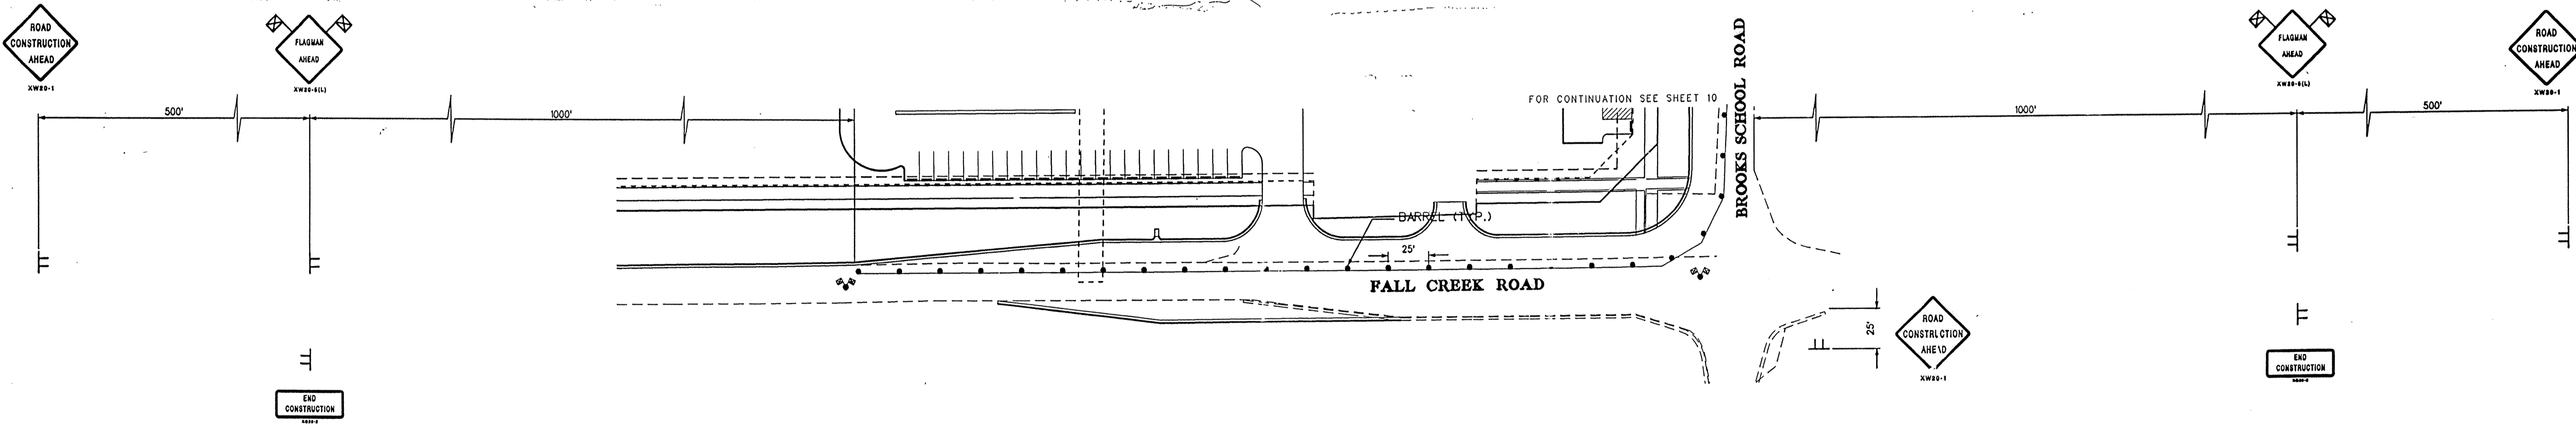 ROAD
CONSTRUCTION
AHEAD
XW20-1
FLAGMAN
AHEAD
XW20-5(L)
500'
1000'
FOR CONTINUATION SEE SHEET 10
BROOKS SCHOOL ROAD
BARREL (TYP.)
25'
FALL CREEK ROAD
1000'
500'
FLAGMAN
AHEAD
XW20-5(L)
ROAD
CONSTRUCTION
AHEAD
XW20-1
25'
ROAD
CONSTRUCTION
AHEAD
XW20-1
END
CONSTRUCTION
END
CONSTRUCTION